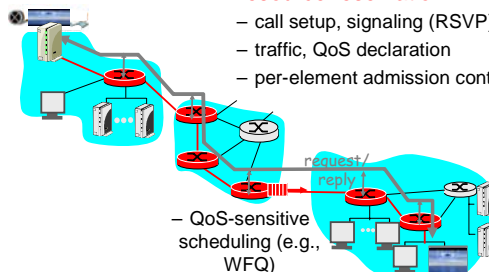 – call setup, signaling (RSVP)
– traffic, QoS declaration
– per-element admission cont
request/
reply
– QoS-sensitive
scheduling (e.g.,
WFQ)